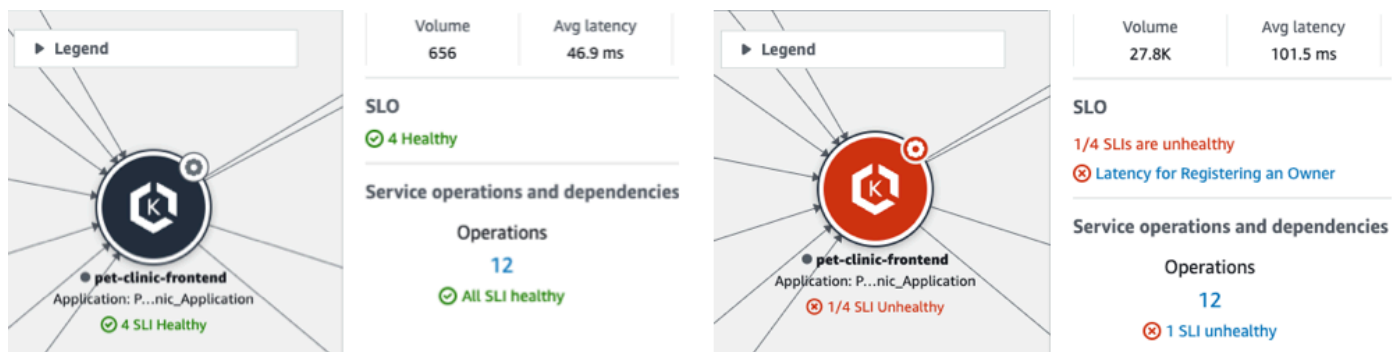 Legend
K
pet-clinic-frontend
Application: P...nic_Application
4 SLI Healthy
Volume
656
Avg latency
46.9 ms
SLO
4 Healthy
Service operations and dependencies
Operations
12
All SLI healthy
Legend
K
pet-clinic-frontend
Application: P...nic_Application
1/4 SLI Unhealthy
Volume
27.8K
Avg latency
101.5 ms
SLO
1/4 SLIs are unhealthy
Latency for Registering an Owner
Service operations and dependencies
Operations
12
1 SLI unhealthy